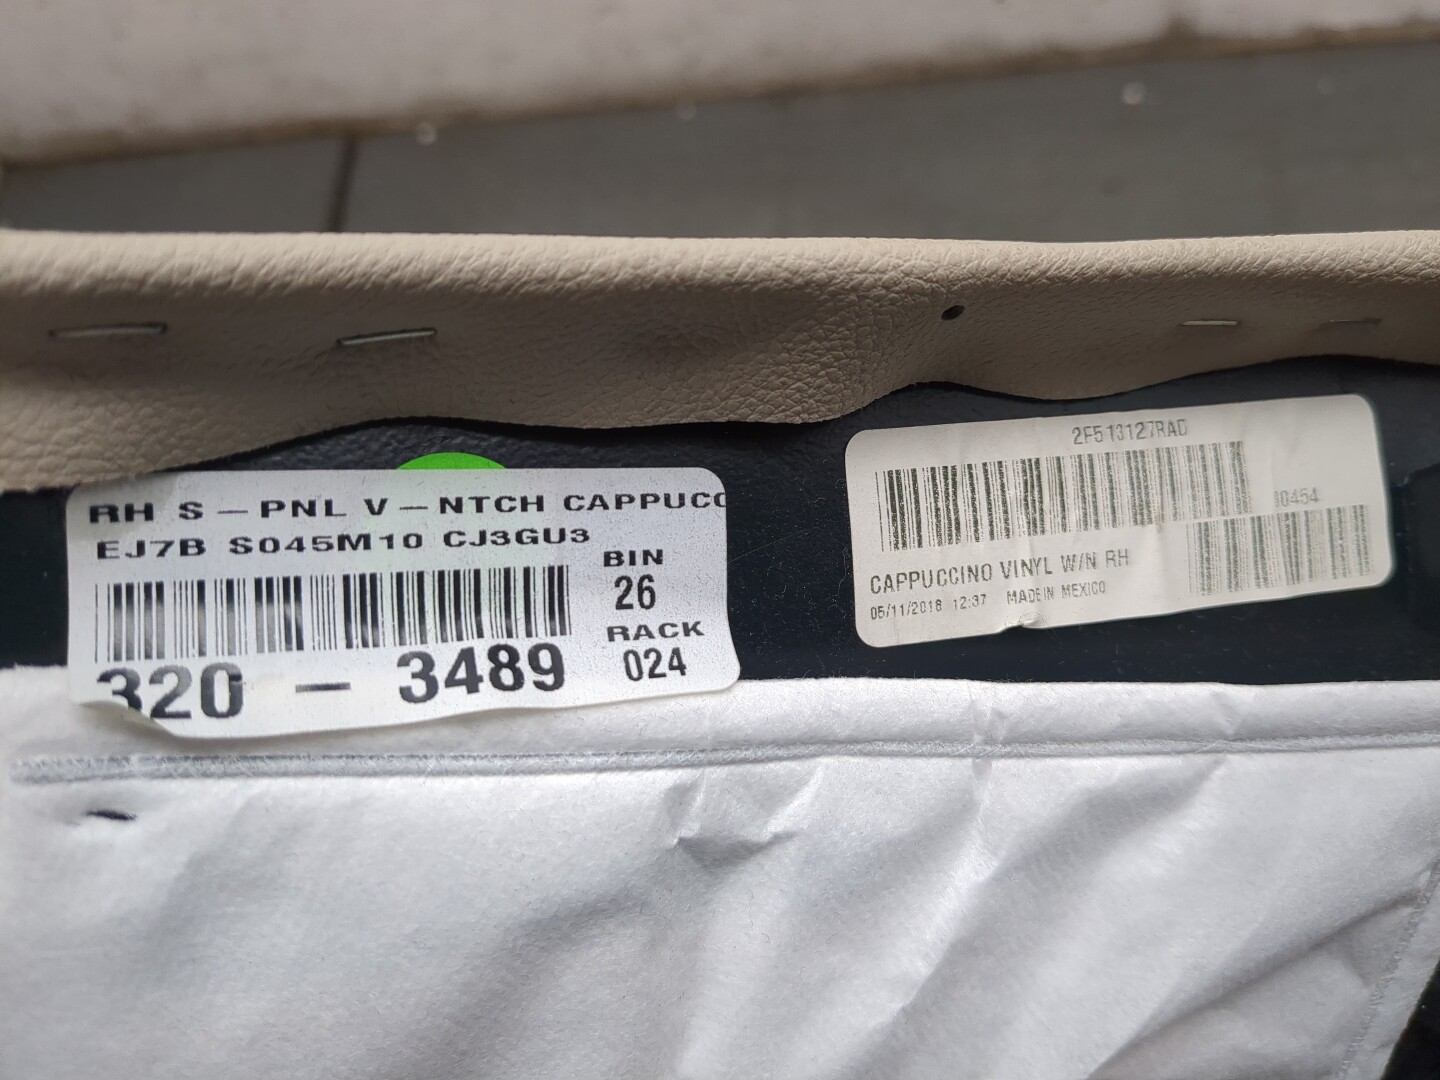 RH S – PNL V – NTCH CAPPUCC
EJ7B S045M10 CJ3GU3
BIN
26
RACK
024
320 – 3489
2F513127RAD
10454
CAPPUCCINO VINYL W/N RH
05/11/2018 12:37 MADE IN MEXICO